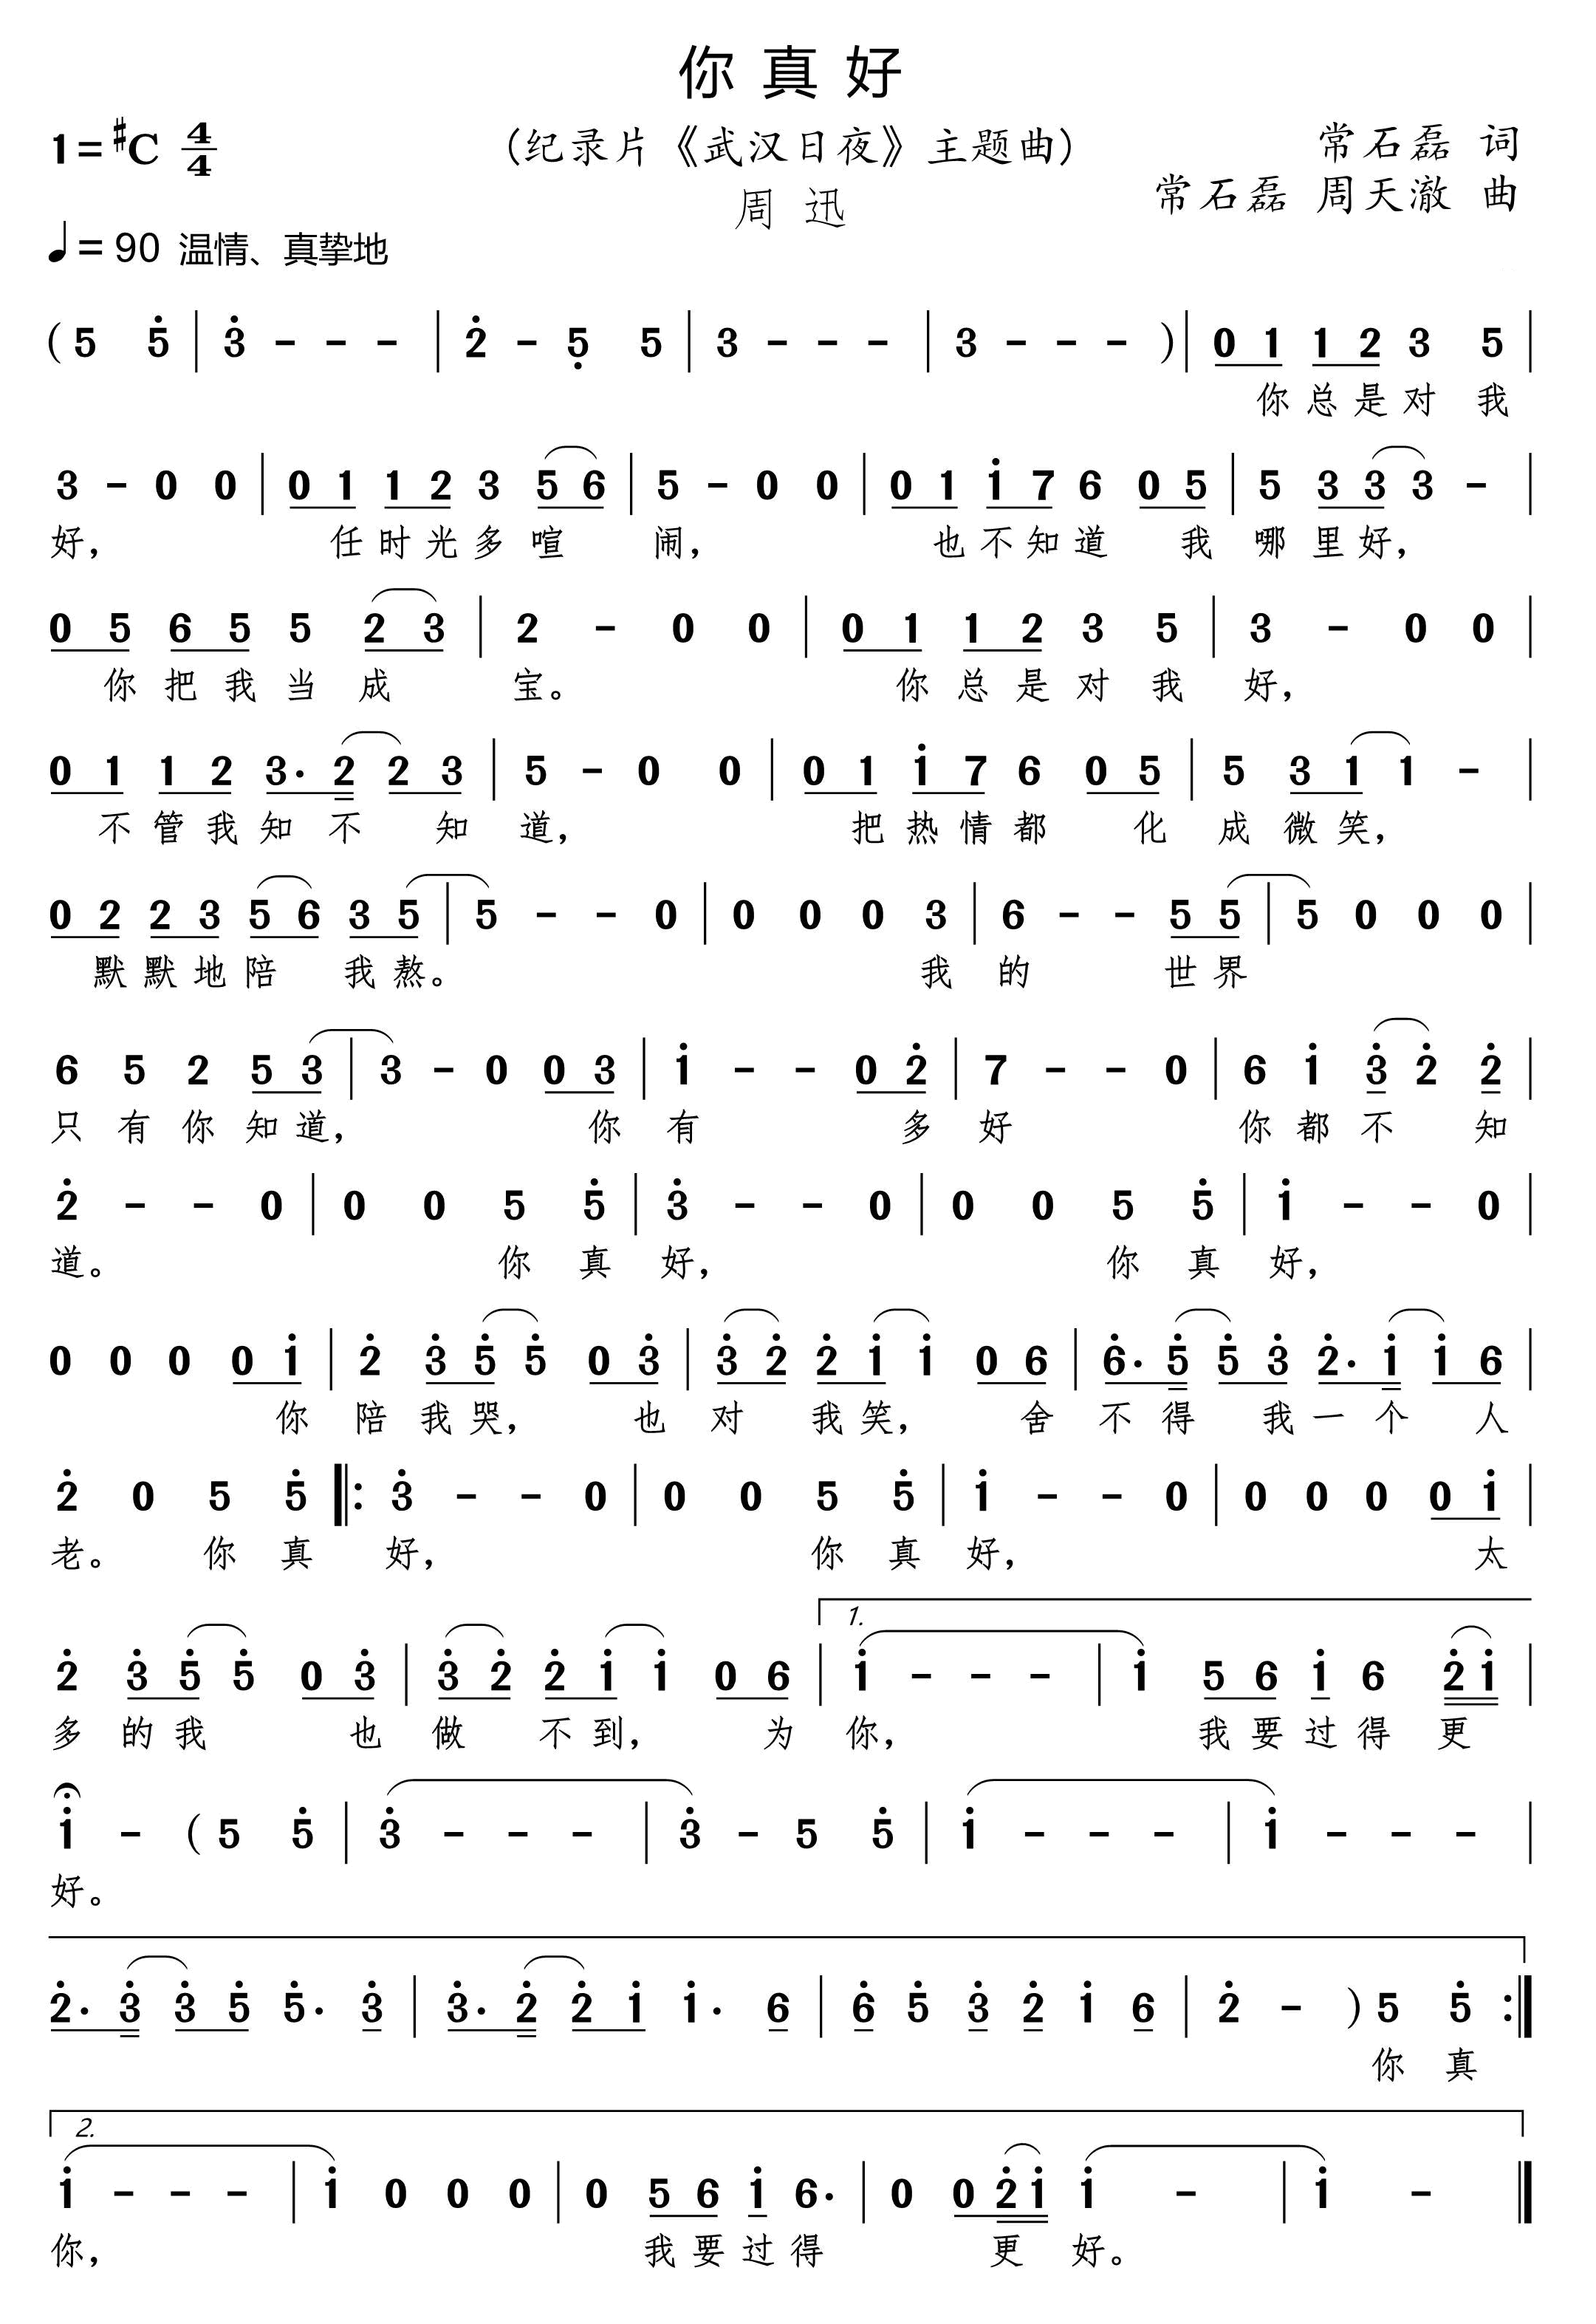 你真好
1=♯C 4/4 (纪录片《武汉日夜》主题曲) 常石磊 词
周 迅 常石磊 周天澈 曲
♩=90 温情、真挚地
( 5 5̇ | 3̇ - - - | 2̇ - 5̣ 5 | 3 - - - | 3 - - - ) | 0 1 1 2 3 5 |
你 总 是 对 我
3 - 0 0 | 0 1 1 2 3 5 6 | 5 - 0 0 | 0 1 1̇ 7 6 0 5 | 5 3 3 3 - |
好, 任 时 光 多 喧 闹, 也 不 知 道 我 哪 里 好,
0 5 6 5 5 2 3 | 2 - 0 0 | 0 1 1 2 3 5 | 3 - 0 0 |
你 把 我 当 成 宝。 你 总 是 对 我 好,
0 1 1 2 3. 2 2 3 | 5 - 0 0 | 0 1 1̇ 7 6 0 5 | 5 3 1 1 - |
不 管 我 知 不 知 道, 把 热 情 都 化 成 微 笑,
0 2 2 3 5 6 3 5 | 5 - - 0 | 0 0 0 3 | 6 - - 5 5 | 5 0 0 0 |
默 默 地 陪 我 熬。 我 的 世 界
6 5 2 5 3 | 3 - 0 0 3 | 1̇ - - 0 2̇ | 7 - - 0 | 6 1̇ 3̇ 2̇ 2̇ |
只 有 你 知 道, 你 有 多 好 你 都 不 知
2̇ - - 0 | 0 0 5 5̇ | 3̇ - - 0 | 0 0 5 5̇ | 1̇ - - 0 |
道。 你 真 好, 你 真 好,
0 0 0 0 1̇ | 2̇ 3̇ 5̇ 5̇ 0 3̇ | 3̇ 2̇ 2̇ 1̇ 1̇ 0 6 | 6̇. 5̇ 5̇ 3̇ 2̇. 1̇ 1̇ 6 |
你 陪 我 哭, 也 对 我 笑, 舍 不 得 我 一 个 人
2̇ 0 5 5̇ ‖: 3̇ - - 0 | 0 0 5 5̇ | 1̇ - - 0 | 0 0 0 0 1̇ |
老。 你 真 好, 你 真 好, 太
1.
2̇ 3̇ 5̇ 5̇ 0 3̇ | 3̇ 2̇ 2̇ 1̇ 1̇ 0 6 | 1̇ - - - | 1̇ 5 6 1̇ 6 2̇ 1̇ |
多 的 我 也 做 不 到, 为 你, 我 要 过 得 更
1̇ - ( 5 5̇ | 3̇ - - - | 3̇ - 5 5̇ | 1̇ - - - | 1̇ - - - |
好。
2̇. 3̇ 3̇ 5̇ 5̇. 3̇ | 3̇. 2̇ 2̇ 1̇ 1̇. 6 | 6̇ 5̇ 3̇ 2̇ 1̇ 6 | 2̇ - ) 5 5̇ :‖
你 真
2.
1̇ - - - | 1̇ 0 0 0 | 0 5 6 1̇ 6. | 0 0 2̇ 1̇ 1̇ - | 1̇ - ‖
你, 我 要 过 得 更 好。